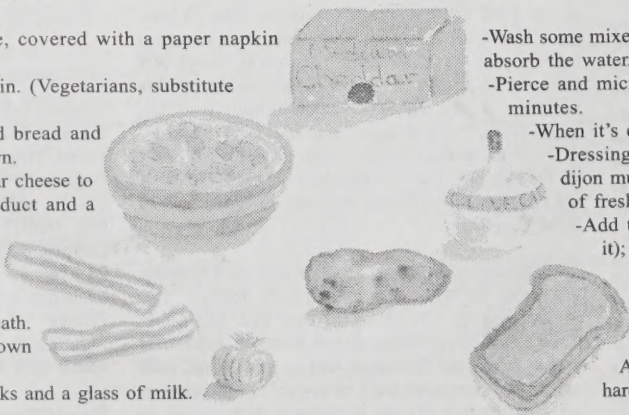 e, covered with a paper napkin
in. (Vegetarians, substitute
d bread and
n.
r cheese to
duct and a
ath.
own
ks and a glass of milk.
Cheddar
-Wash some mixe
absorb the water.
-Pierce and mic
minutes.
-When it's
-Dressing
dijon mu
of fresh
-Add t
it);
A
har